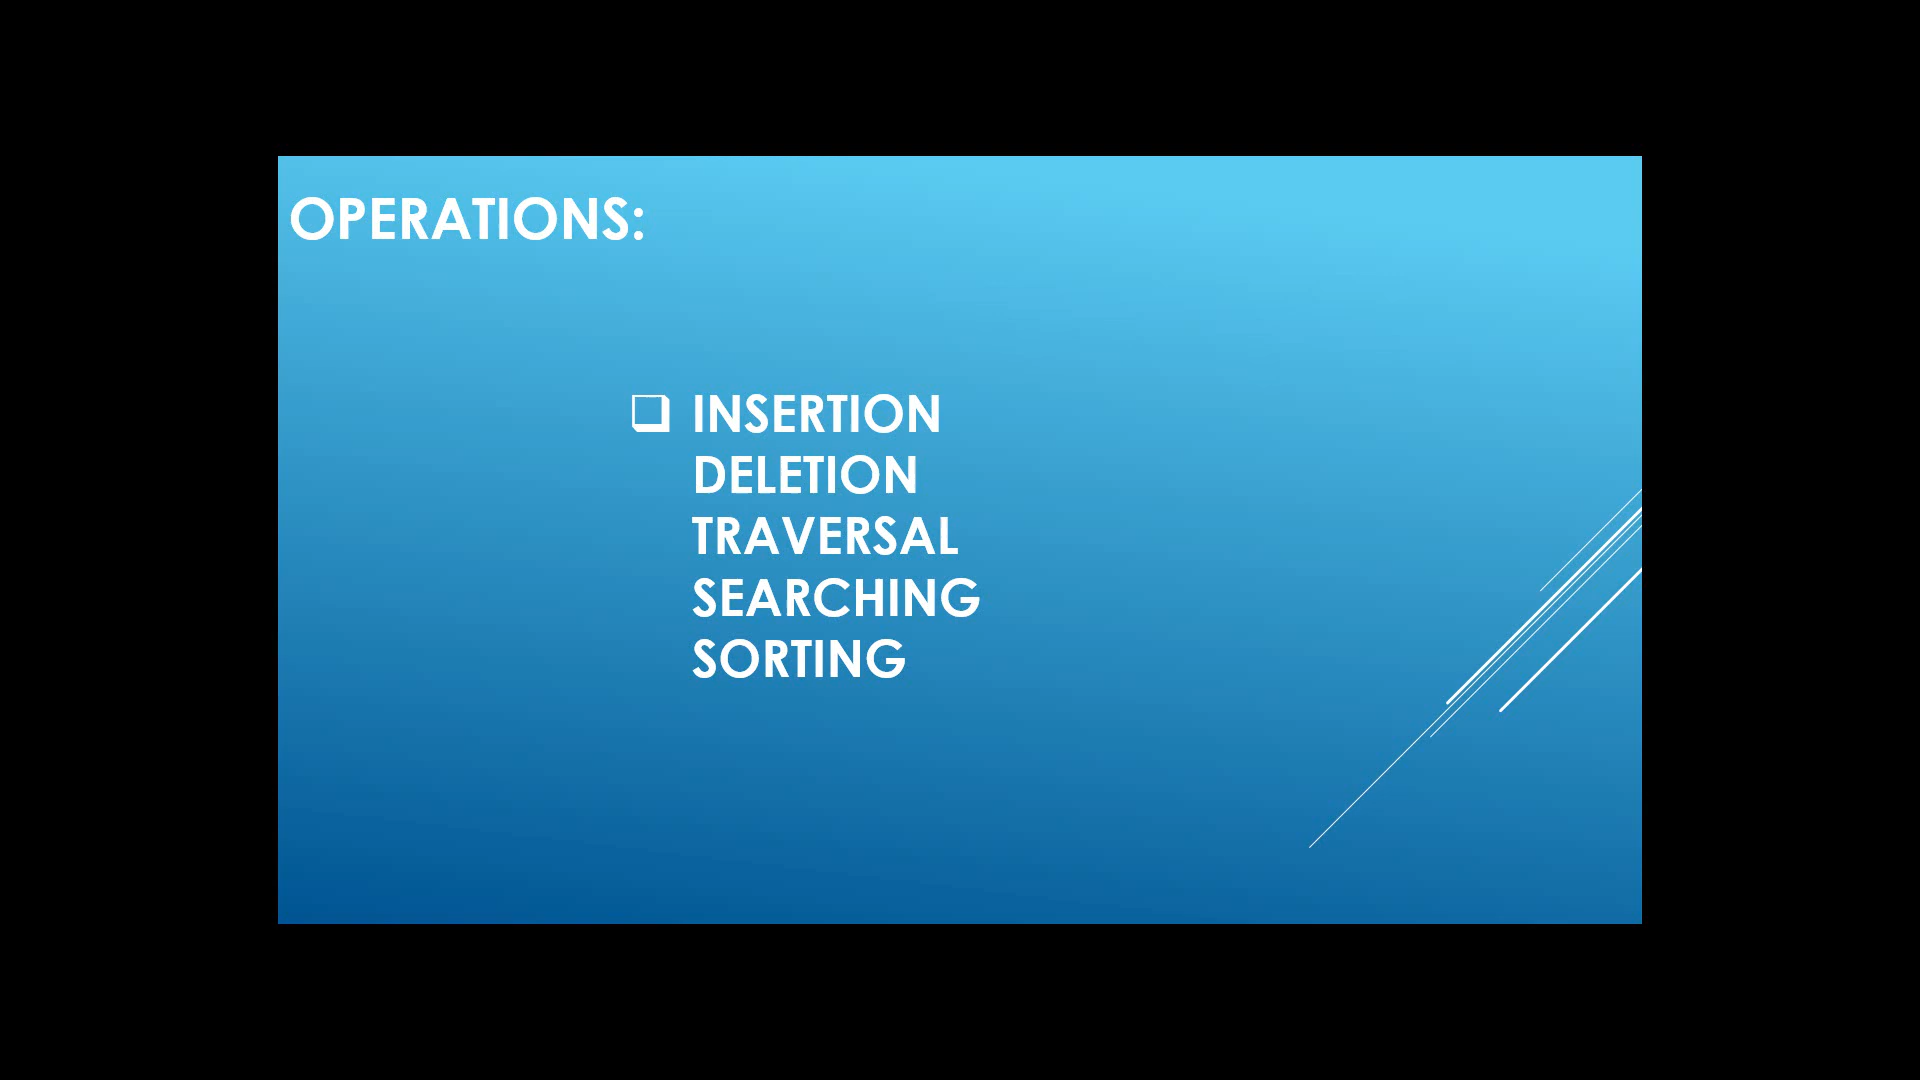 OPERATIONS:
❑ INSERTION
DELETION
TRAVERSAL
SEARCHING
SORTING